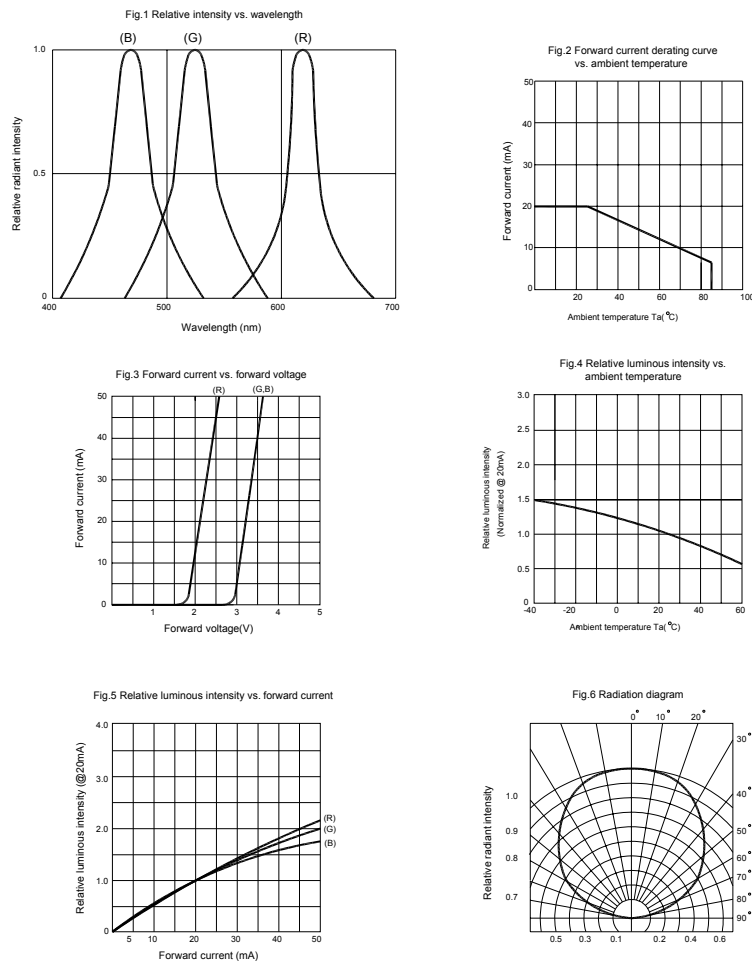 Fig.1 Relative intensity vs. wavelength
(B) (G) (R)
1.0
0.5
0
400 500 600 700
Relative radiant intensity
Wavelength (nm)
Fig.2 Forward current derating curve
vs. ambient temperature
50
40
30
20
10
0
20 40 60 80 100
Forward current (mA)
Ambient temperature Ta(°C)
Fig.3 Forward current vs. forward voltage
(R) (G,B)
50
40
30
20
10
0
1 2 3 4 5
Forward current (mA)
Forward voltage(V)
Fig.4 Relative luminous intensity vs.
ambient temperature
3.0
2.5
2.0
1.5
1.0
0.5
0
-40 -20 0 20 40 60
Relative luminous intensity
(Normalized @ 20mA)
Ambient temperature Ta(°C)
Fig.5 Relative luminous intensity vs. forward current
4.0
3.0
2.0
1.0
0
(R)
(G)
(B)
5 10 20 30 40 50
Relative luminous intensity (@20mA)
Forward current (mA)
Fig.6 Radiation diagram
0° 10° 20°
30°
40°
50°
60°
70°
80°
90°
1.0
0.9
0.8
0.7
0.5 0.3 0.1 0.2 0.4 0.6
Relative radiant intensity